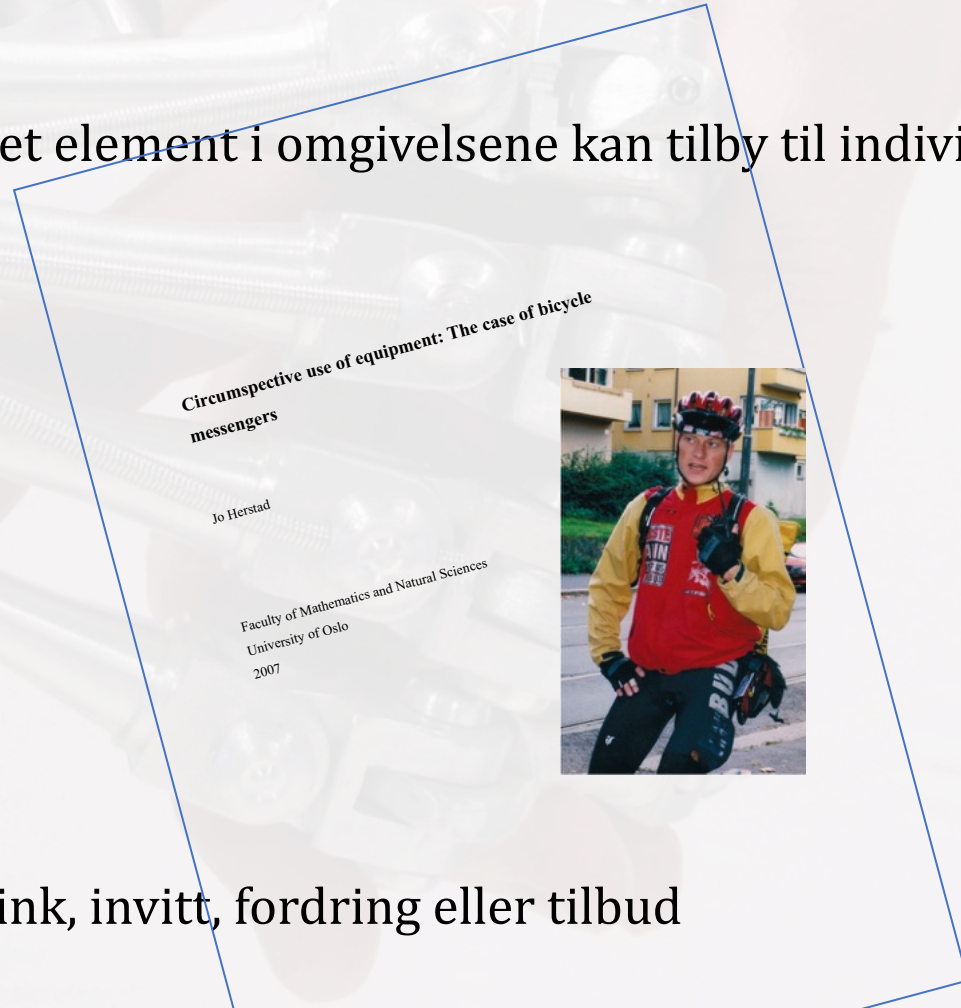 et element i omgivelsene kan tilby til indivi
Circumspective use of equipment: The case of bicycle
messengers
Jo Herstad
Faculty of Mathematics and Natural Sciences
University of Oslo
2007
ink, invitt, fordring eller tilbud